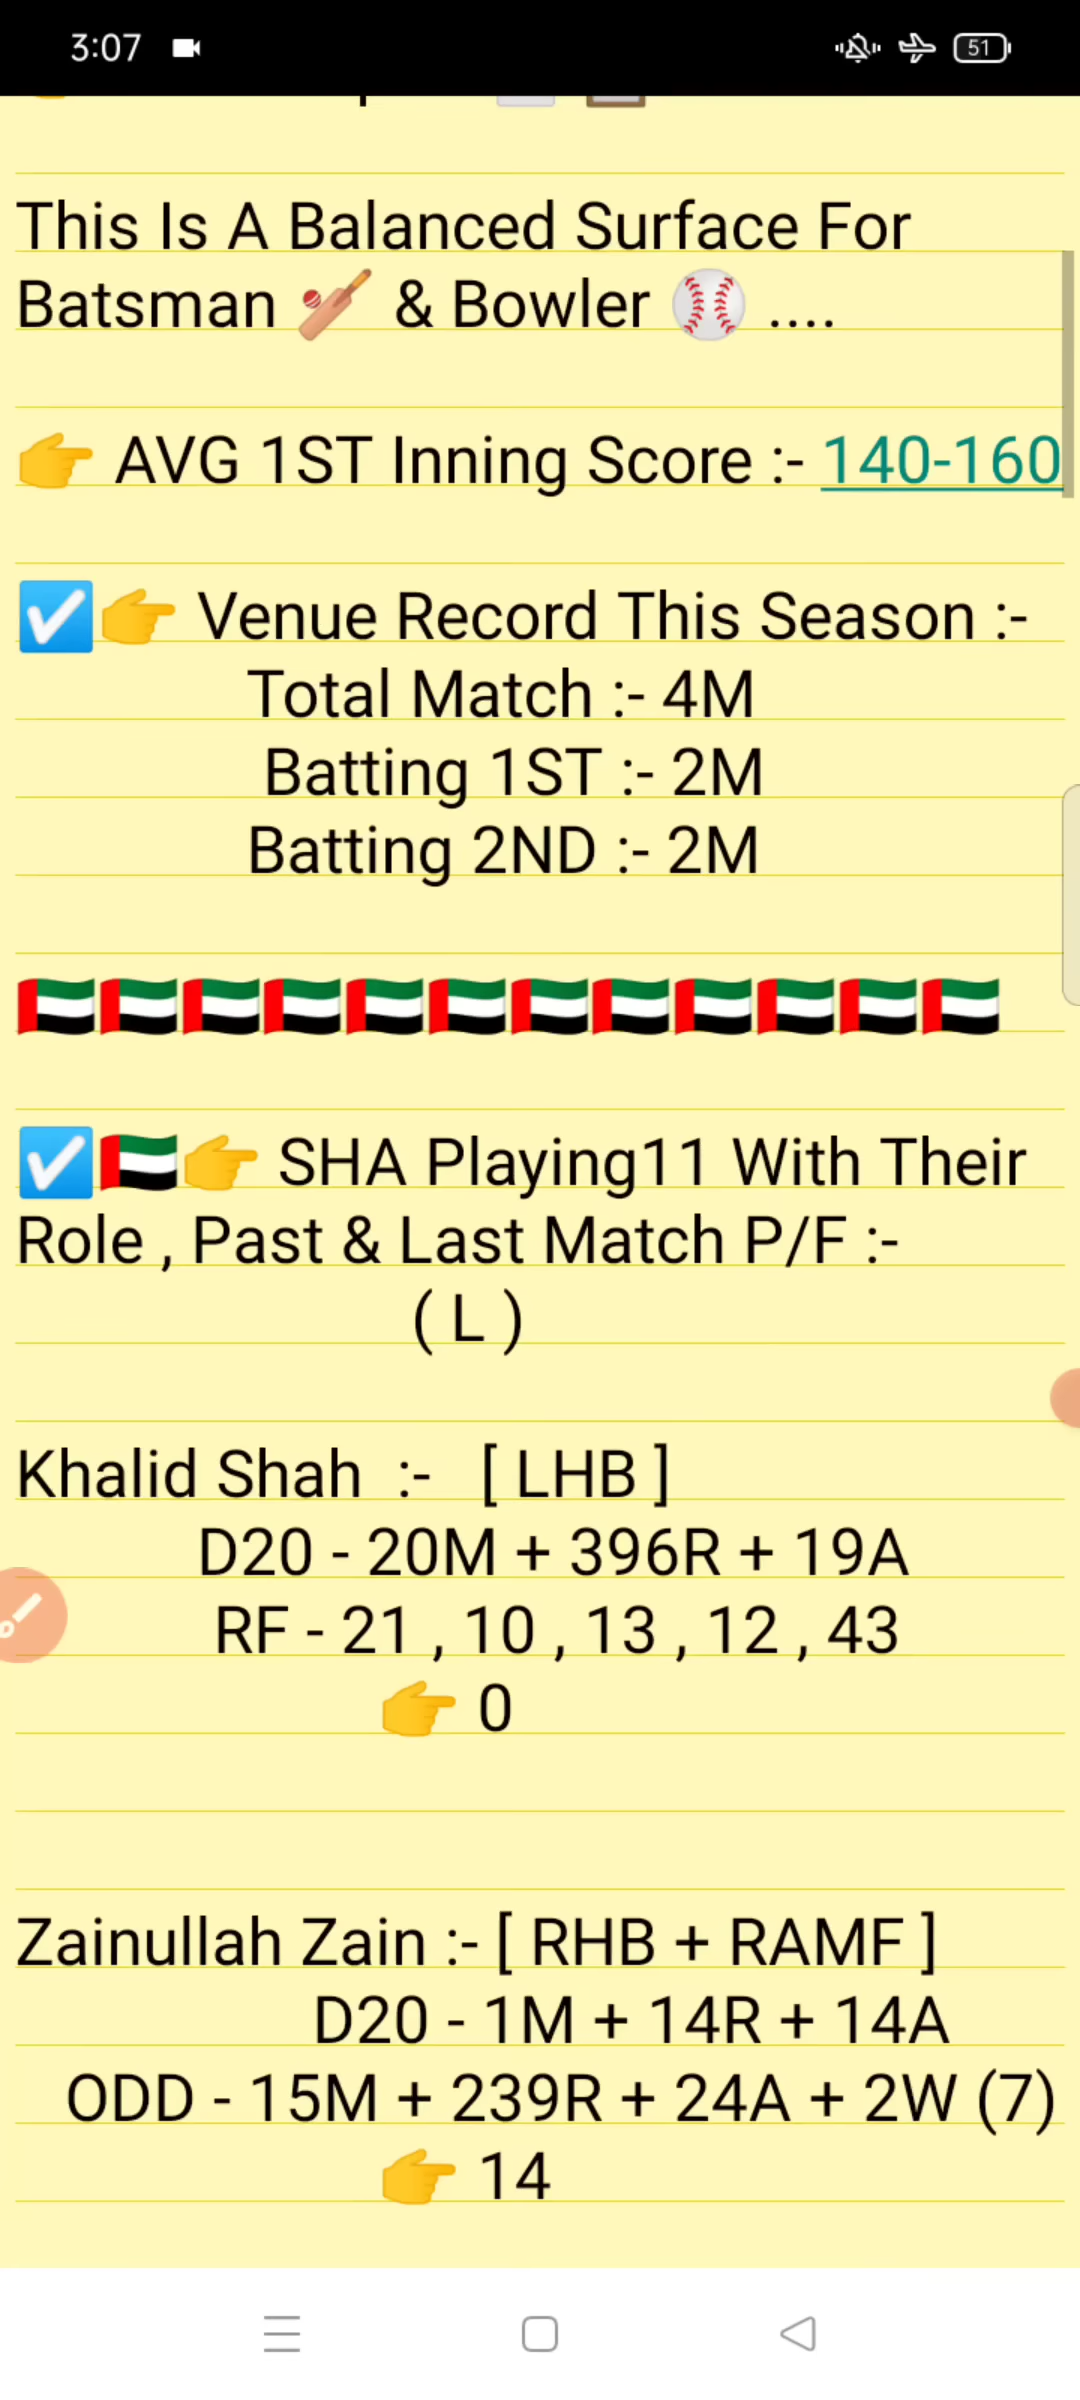 3:07
51
This Is A Balanced Surface For
Batsman 🏏 & Bowler ⚾ ....
👉 AVG 1ST Inning Score :- 140-160
☑️👉 Venue Record This Season :-
Total Match :- 4M
Batting 1ST :- 2M
Batting 2ND :- 2M
🇦🇪🇦🇪🇦🇪🇦🇪🇦🇪🇦🇪🇦🇪🇦🇪🇦🇪🇦🇪🇦🇪🇦🇪
☑️🇦🇪👉 SHA Playing11 With Their
Role , Past & Last Match P/F :-
( L )
Khalid Shah :- [ LHB ]
D20 - 20M + 396R + 19A
RF - 21 , 10 , 13 , 12 , 43
👉 0
Zainullah Zain :- [ RHB + RAMF ]
D20 - 1M + 14R + 14A
ODD - 15M + 239R + 24A + 2W (7)
👉 14